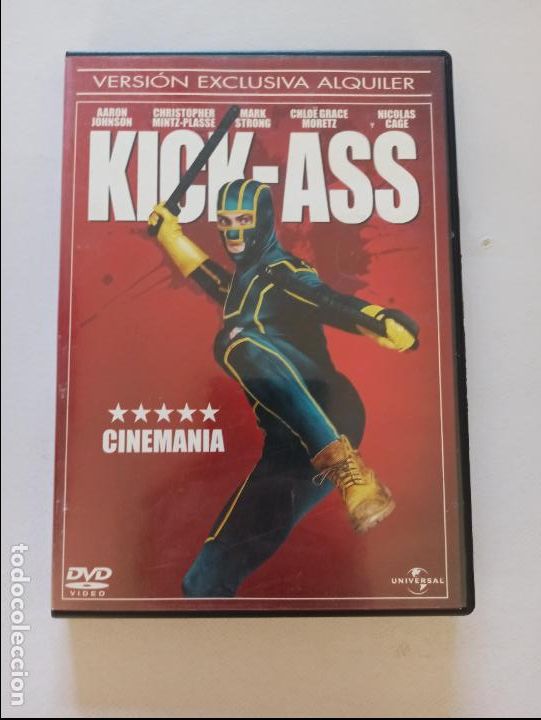 VERSIÓN EXCLUSIVA ALQUILER
AARON JOHNSON CHRISTOPHER MINTZ-PLASSE MARK STRONG CHLOË GRACE MORETZ Y NICOLAS CAGE
KICK-ASS
★★★★★
CINEMANIA
DVD VIDEO
UNIVERSAL
todocoleccion